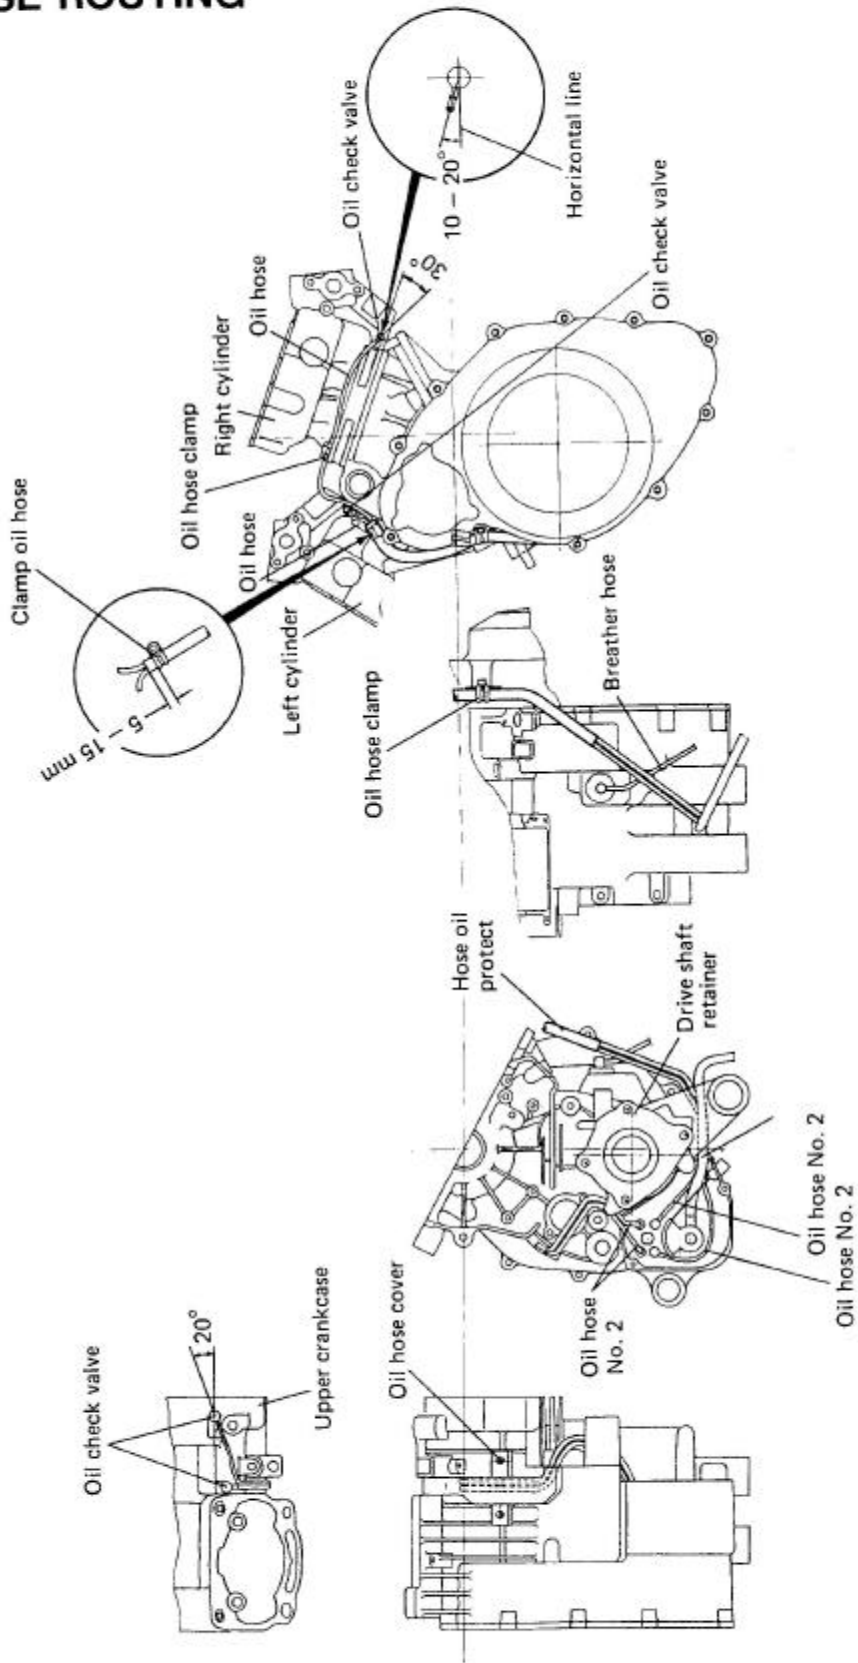 SE ROUTING
Clamp oil hose
5 – 15 mm
Oil hose clamp
Right cylinder
Oil hose
Oil check valve
30°
10 – 20°
Horizontal line
Oil hose
Left cylinder
Oil check valve
Oil hose clamp
Breather hose
Hose oil
protect
Drive shaft
retainer
Oil hose
No. 2
Oil hose No. 2
Oil hose No. 2
Oil check valve
20°
Upper crankcase
Oil hose cover